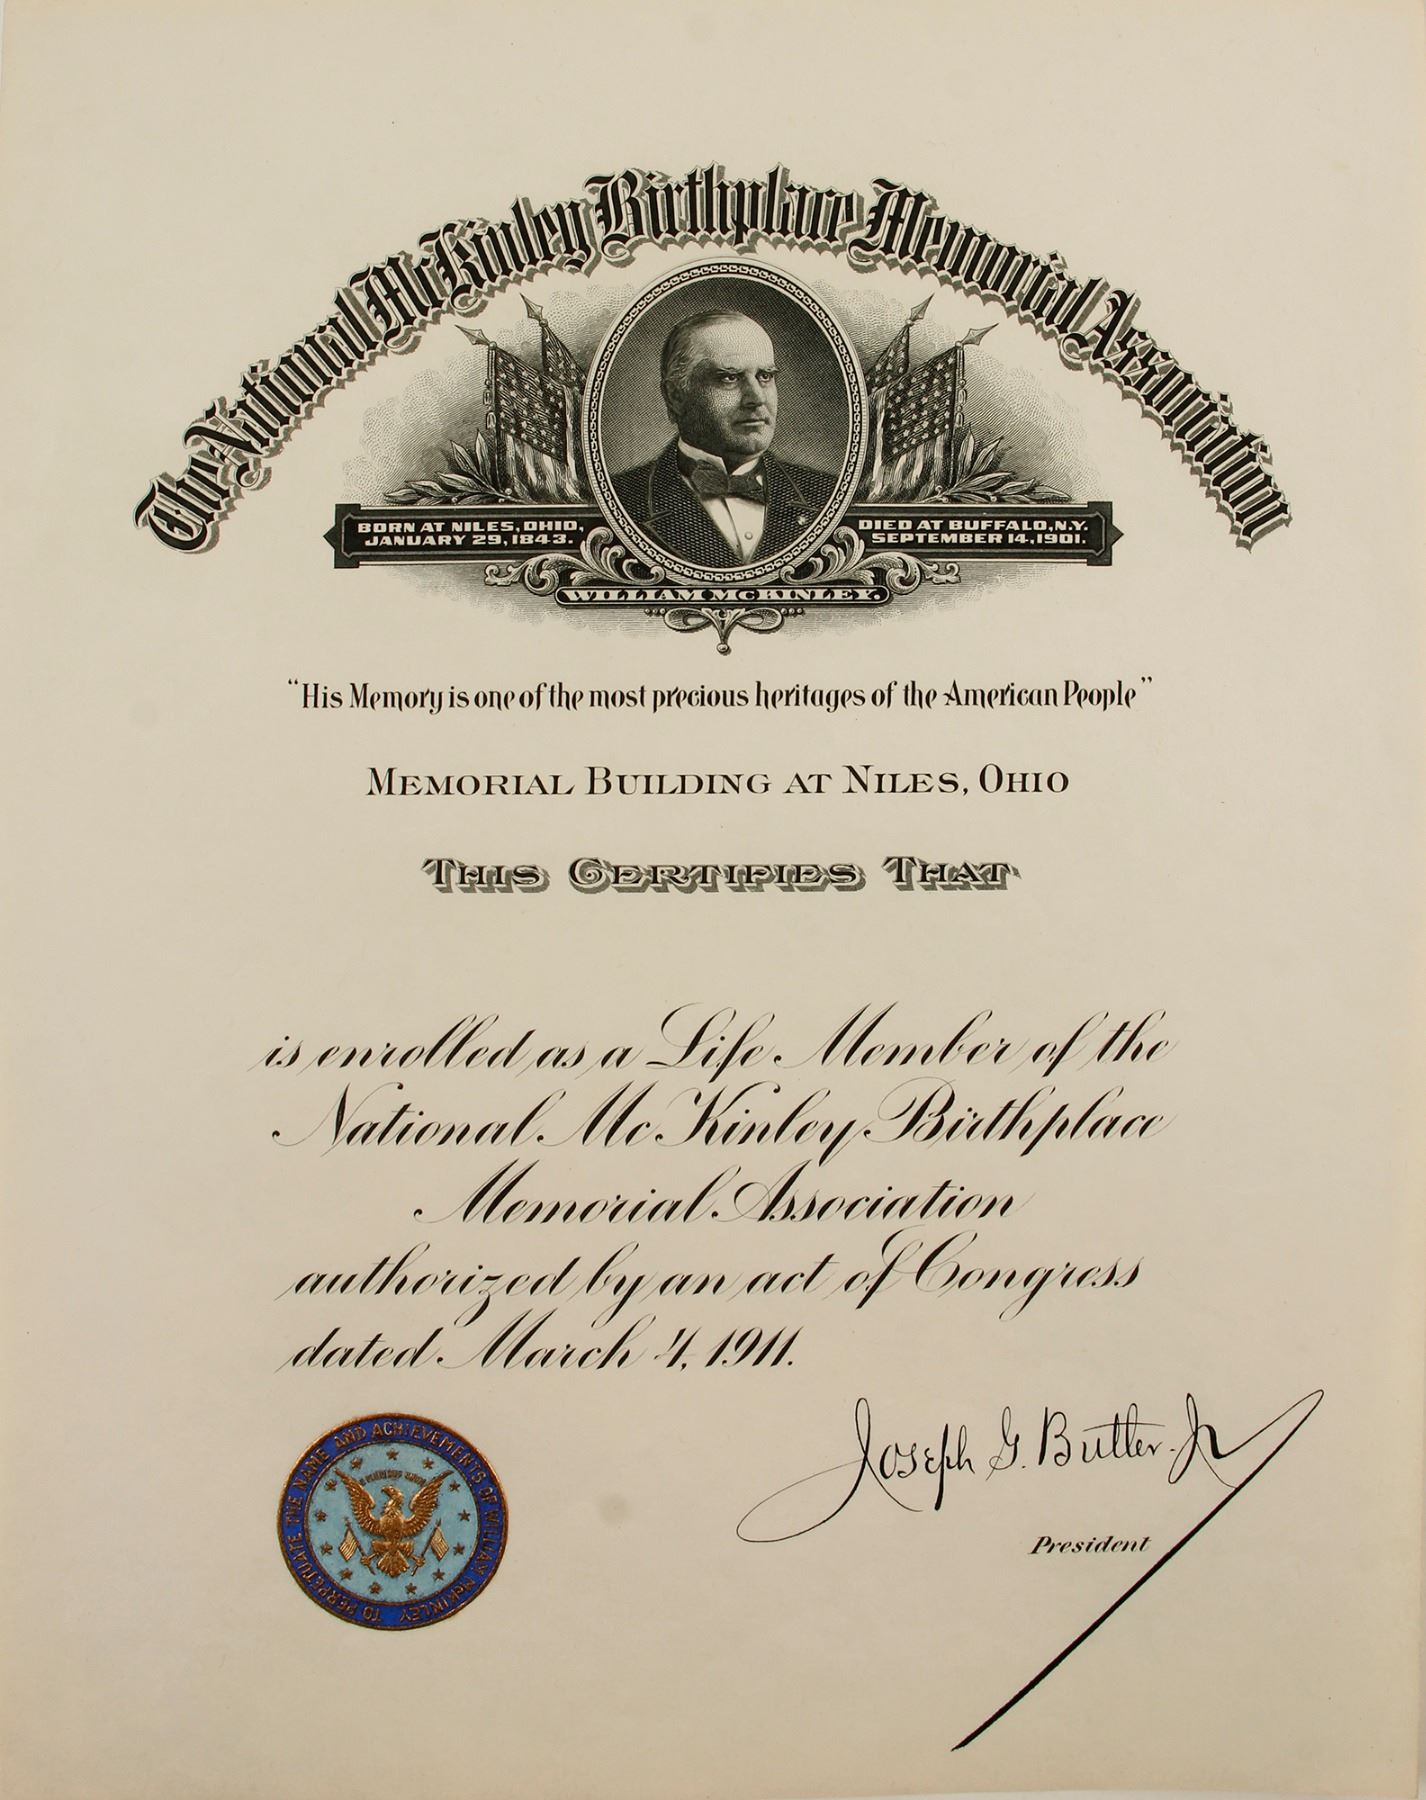 The National McKinley Birthplace Memorial Association
BORN AT NILES, OHIO,
JANUARY 29, 1843.
DIED AT BUFFALO, N.Y.
SEPTEMBER 14, 1901.
WILLIAM MCKINLEY.
"His Memory is one of the most precious heritages of the American People"
MEMORIAL BUILDING AT NILES, OHIO
THIS CERTIFIES THAT
is enrolled as a Life Member of the
National McKinley Birthplace
Memorial Association
authorized by an act of Congress
dated March 4, 1911.
Joseph G. Butler Jr
President
TO PERPETUATE THE NAME AND ACHIEVEMENTS OF WILLIAM McKINLEY